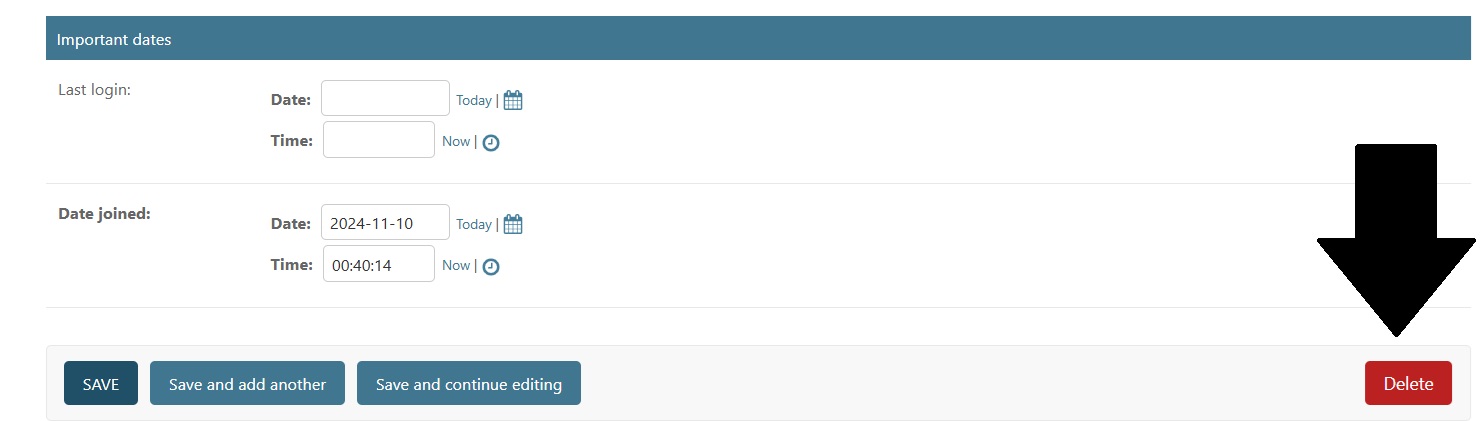 Important dates
Last login:
Date: Today |
Time: Now |
Date joined:
Date: 2024-11-10 Today |
Time: 00:40:14 Now |
SAVE Save and add another Save and continue editing Delete